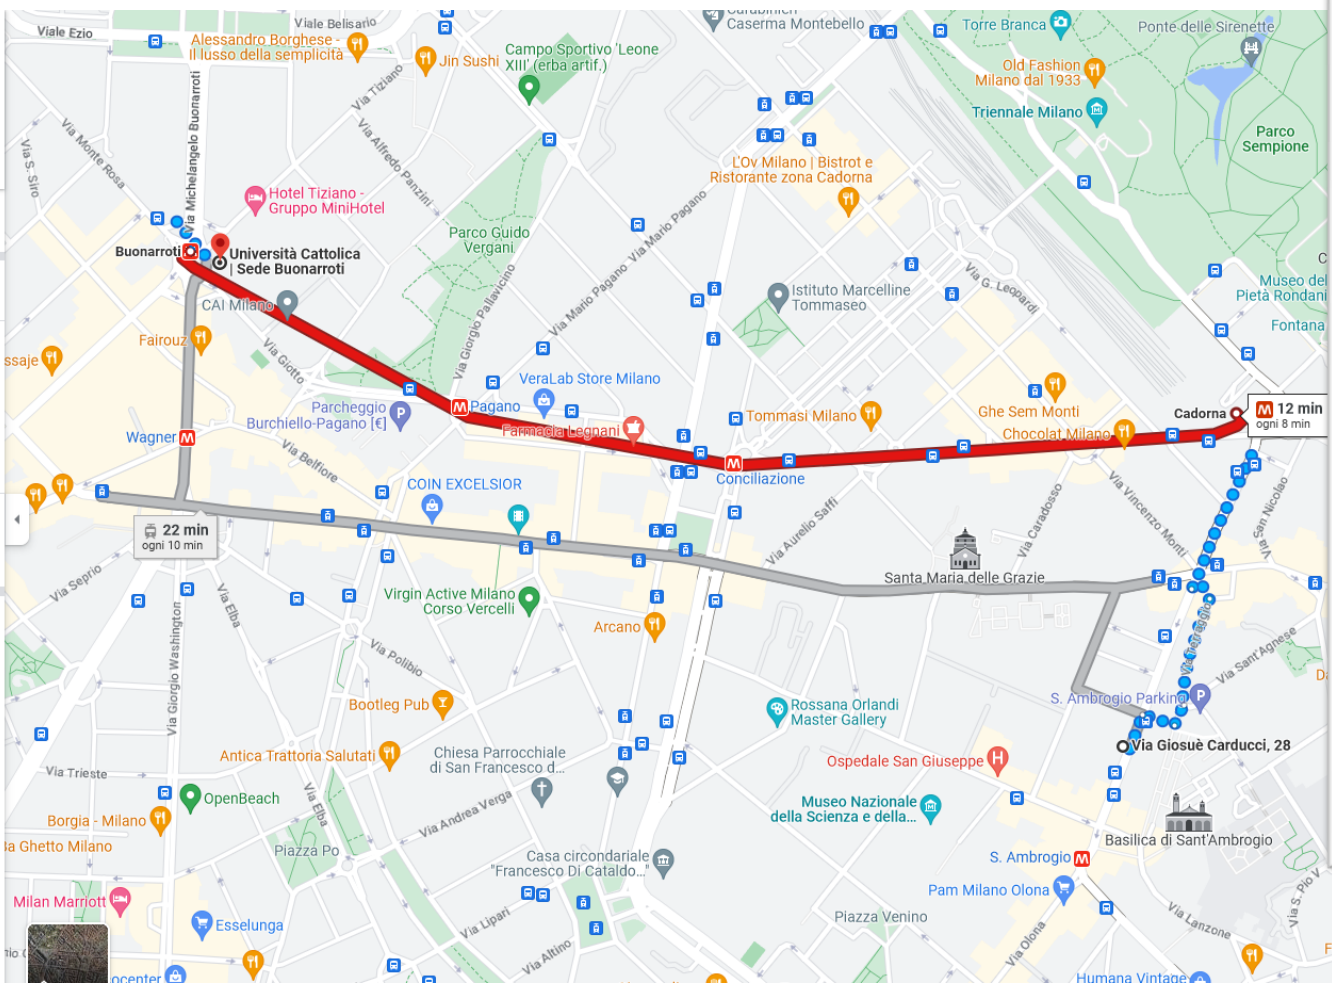 Viale Ezio
Viale Belisario
Carabinieri
Caserma Montebello
Torre Branca
Ponte delle Sirenette
Alessandro Borghese -
il lusso della semplicità
Jin Sushi
Campo Sportivo 'Leone
XIII' (erba artif.)
Old Fashion
Milano dal 1933
Triennale Milano
Parco
Sempione
Via Tiziano
Via Michelangelo Buonarroti
Via Monte Rosa
Via S. Siro
Via Alfredo Panzini
L'Ov Milano | Bistrot e
Ristorante zona Cadorna
Hotel Tiziano -
Gruppo MiniHotel
Parco Guido
Vergani
Via Mario Pagano
Via Mario Pagano
Buonarroti
Università Cattolica
| Sede Buonarroti
Via G. Leopardi
Museo del
Pietà Rondani
Fontana
CAI Milano
Istituto Marcelline
Tommaseo
Via Giorgio Pallavicino
Fairouz
ssaje
Via Giotto
VeraLab Store Milano
Pagano
Parcheggio
Burchiello-Pagano [€]
Farmacia Legnani
Tommasi Milano
Ghe Sem Monti
Chocolat Milano
Cadorna
M 12 min
ogni 8 min
Wagner
M
Via Belfiore
Conciliazione
COIN EXCELSIOR
Via Aurelio Saffi
Via Caradosso
Via Vincenzo Monti
Via San Nicolao
22 min
ogni 10 min
Santa Maria delle Grazie
Via Seprio
Via Elba
Virgin Active Milano
Corso Vercelli
Arcano
Via Giorgio Washington
Via Polibio
Via Terraggio
Via Sant'Agnese
Bootleg Pub
Rossana Orlandi
Master Gallery
S. Ambrogio Parking
P
Via Giosuè Carducci, 28
Antica Trattoria Salutati
Chiesa Parrocchiale
di San Francesco d...
Ospedale San Giuseppe
H
Via Trieste
OpenBeach
Via Elba
Via Andrea Verga
Museo Nazionale
della Scienza e della...
Borgia - Milano
Ba Ghetto Milano
Piazza Po
Casa circondariale
"Francesco Di Cataldo..."
Basilica di Sant'Ambrogio
S. Ambrogio
M
Pam Milano Olona
Milan Marriott
Esselunga
Via Lipari
Via Altino
Piazza Venino
Via Olona
Via Lanzone
Via S. Pio V
ocenter
Humana Vintage